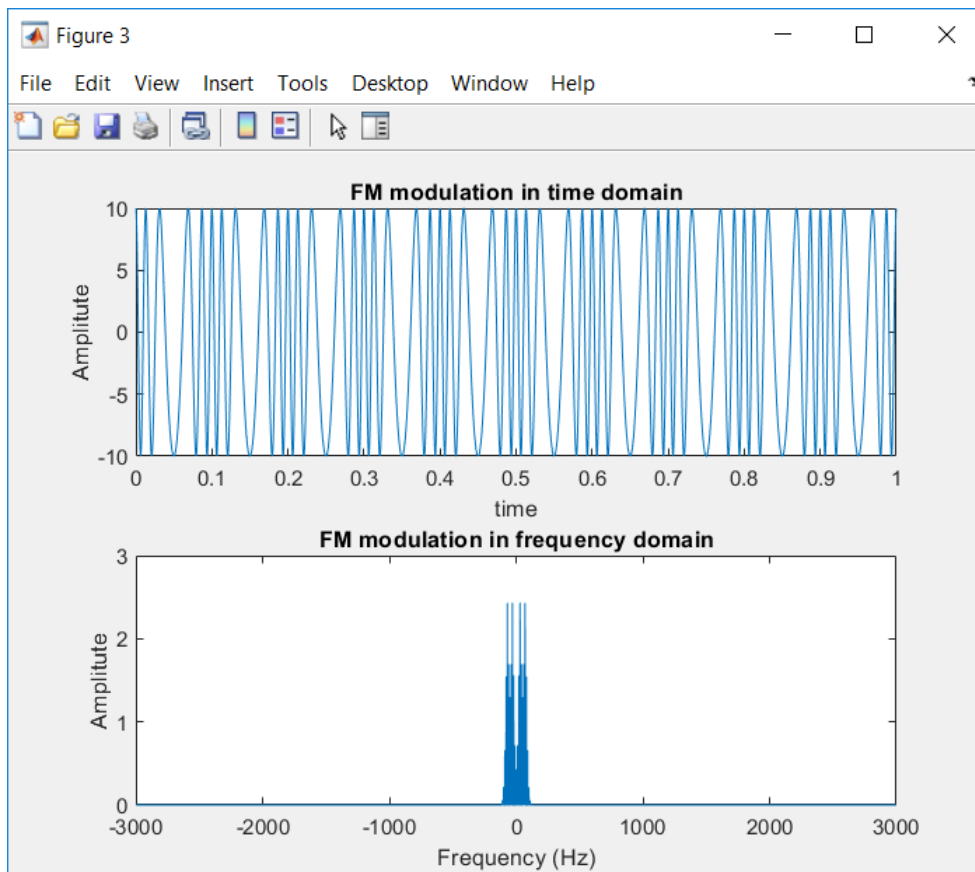 Figure 3
File Edit View Insert Tools Desktop Window Help
FM modulation in time domain
10
5
0
-5
-10
Amplitute
0 0.1 0.2 0.3 0.4 0.5 0.6 0.7 0.8 0.9 1
time
FM modulation in frequency domain
3
2
1
0
Amplitute
-3000 -2000 -1000 0 1000 2000 3000
Frequency (Hz)